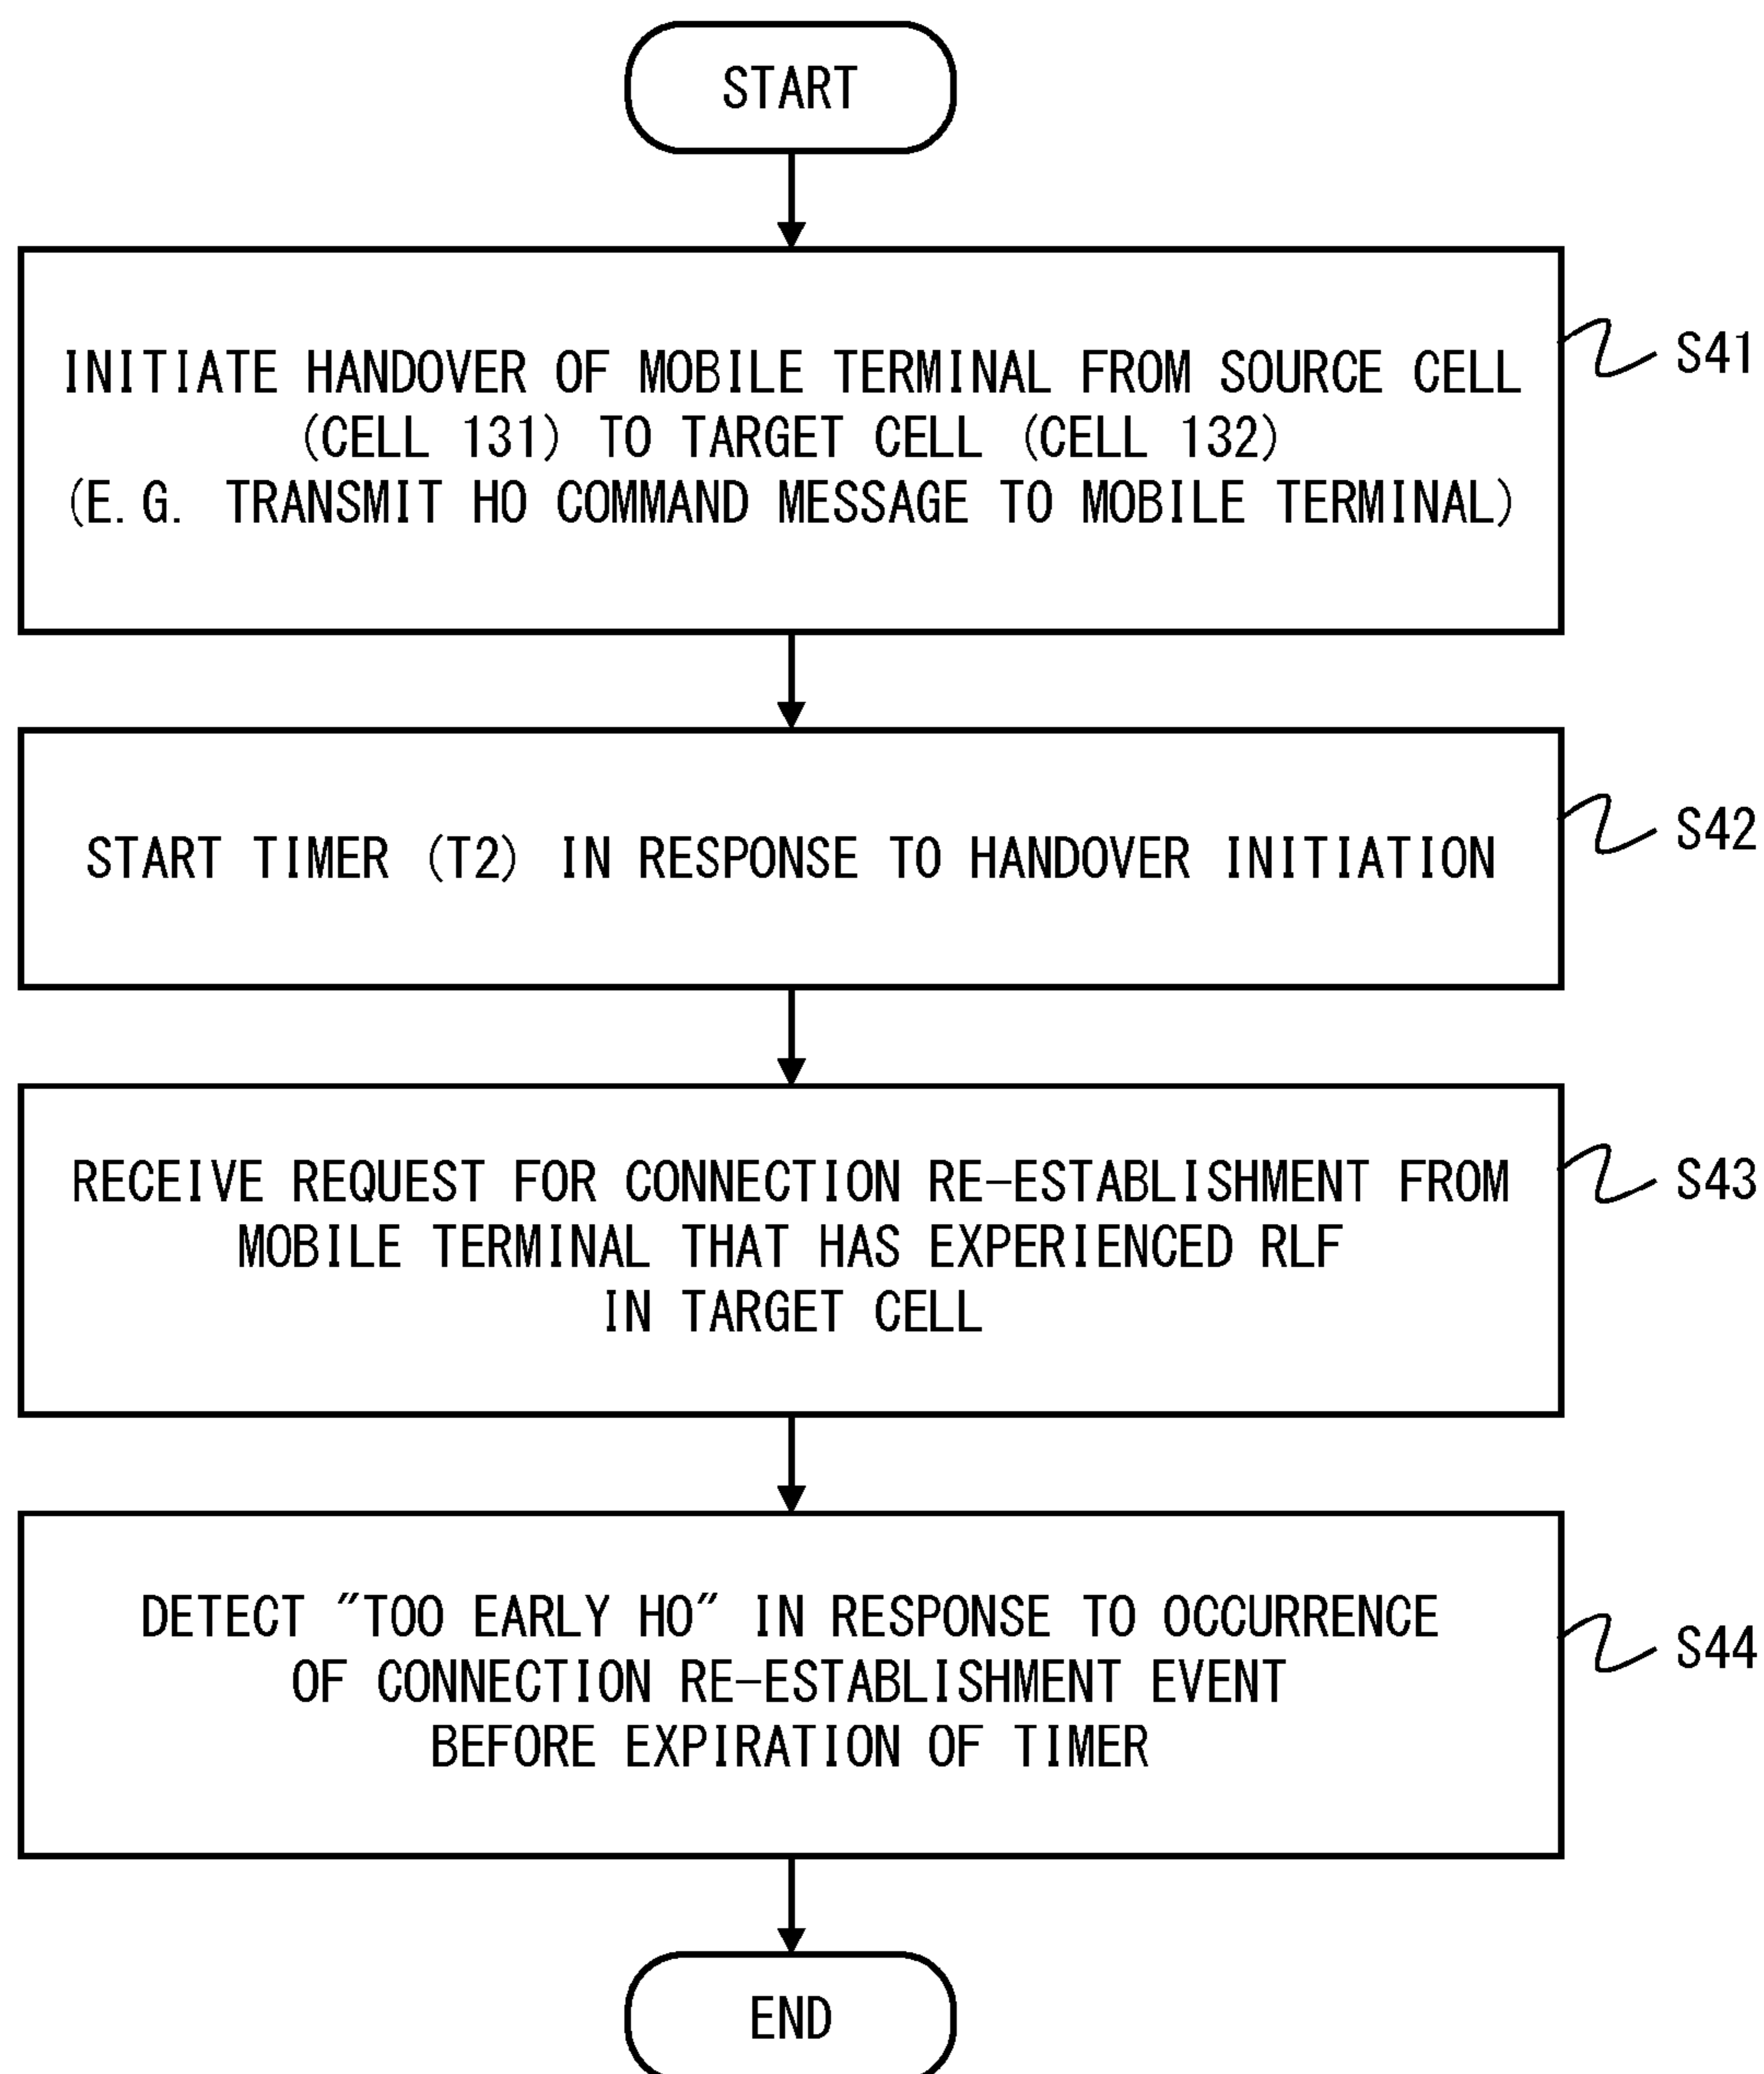 START
INITIATE HANDOVER OF MOBILE TERMINAL FROM SOURCE CELL
(CELL 131) TO TARGET CELL (CELL 132)
(E.G. TRANSMIT HO COMMAND MESSAGE TO MOBILE TERMINAL)
S41
START TIMER (T2) IN RESPONSE TO HANDOVER INITIATION
S42
RECEIVE REQUEST FOR CONNECTION RE-ESTABLISHMENT FROM
MOBILE TERMINAL THAT HAS EXPERIENCED RLF
IN TARGET CELL
S43
DETECT "TOO EARLY HO" IN RESPONSE TO OCCURRENCE
OF CONNECTION RE-ESTABLISHMENT EVENT
BEFORE EXPIRATION OF TIMER
S44
END